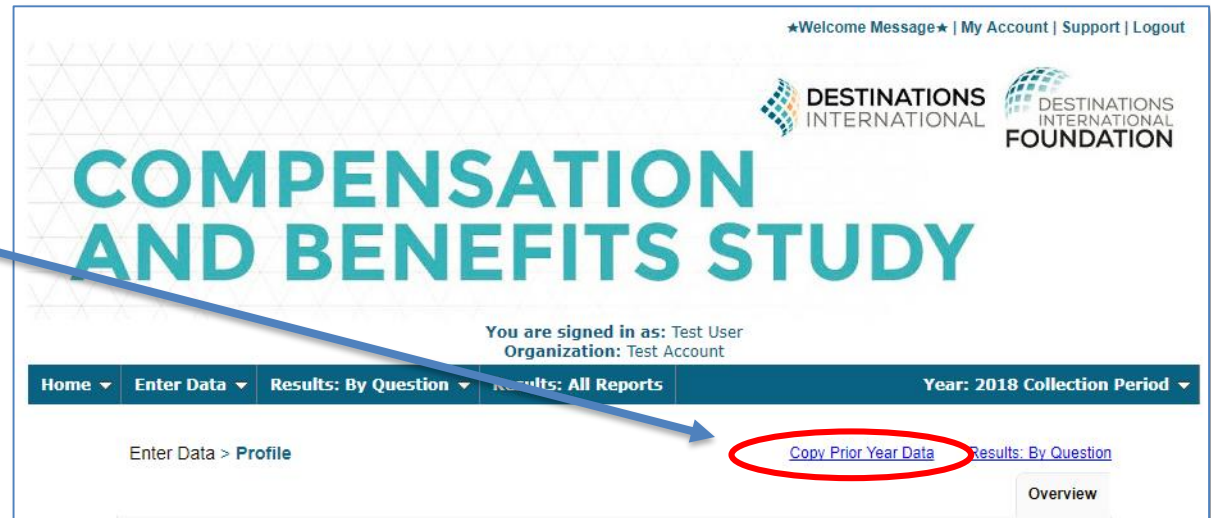 ★Welcome Message★ | My Account | Support | Logout
DESTINATIONS
INTERNATIONAL
DESTINATIONS
INTERNATIONAL
FOUNDATION
COMPENSATION
AND BENEFITS STUDY
You are signed in as: Test User
Organization: Test Account
Home Enter Data Results: By Question Results: All Reports Year: 2018 Collection Period
Enter Data > Profile Copy Prior Year Data Results: By Question
Overview